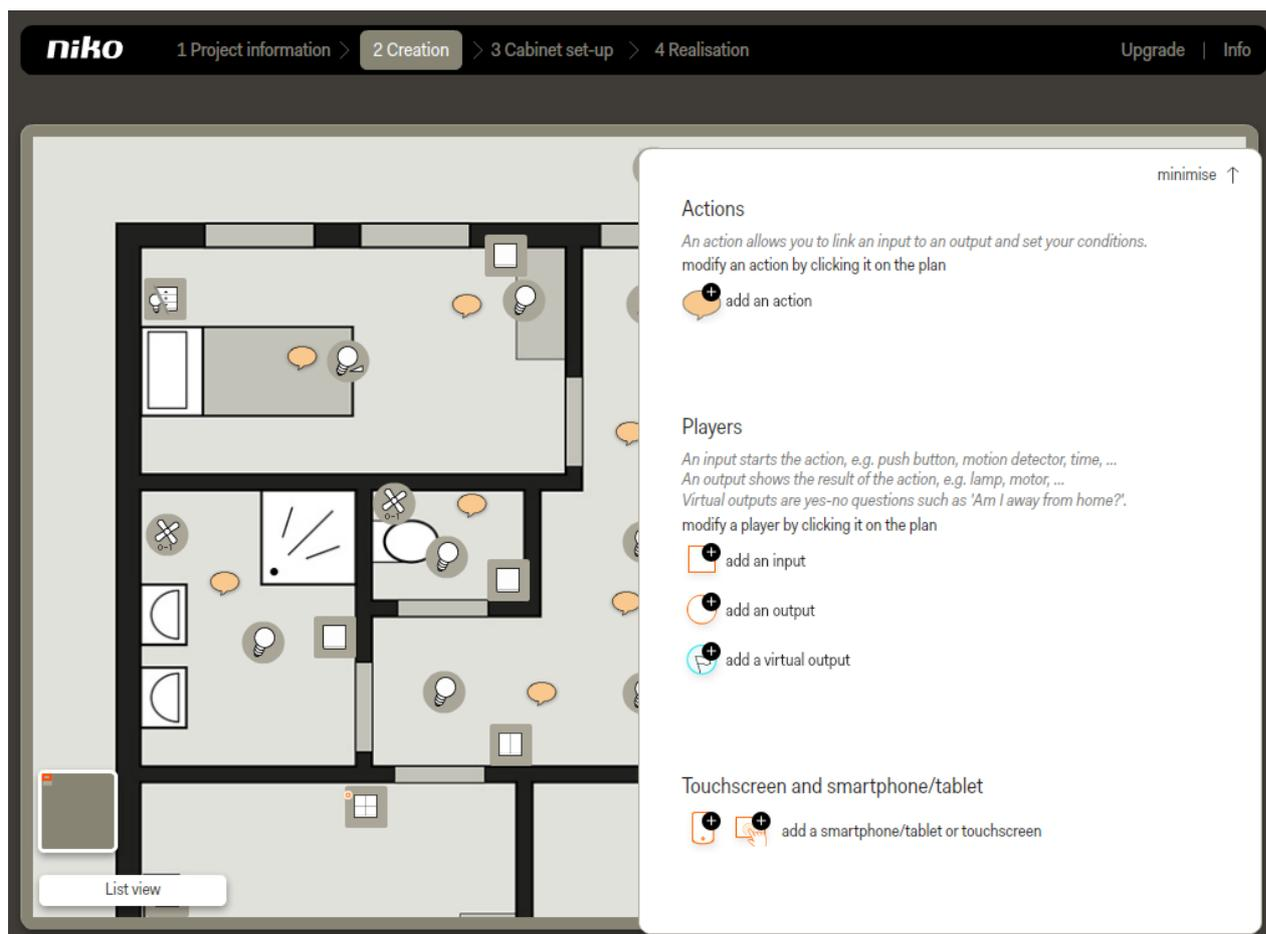 niko
1 Project information
2 Creation
3 Cabinet set-up
4 Realisation
Upgrade | Info
minimise ↑
Actions
An action allows you to link an input to an output and set your conditions.
modify an action by clicking it on the plan
add an action
Players
An input starts the action, e.g. push button, motion detector, time, ...
An output shows the result of the action, e.g. lamp, motor, ...
Virtual outputs are yes-no questions such as 'Am I away from home?'.
modify a player by clicking it on the plan
add an input
add an output
add a virtual output
Touchscreen and smartphone/tablet
add a smartphone/tablet or touchscreen
0-1
0-1
List view